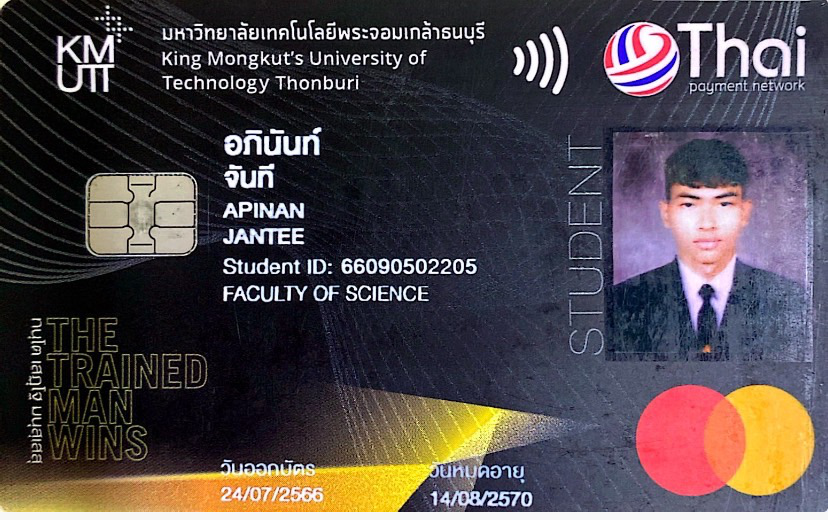 KM
UTT
มหาวิทยาลัยเทคโนโลยีพระจอมเกล้าธนบุรี
King Mongkut's University of
Technology Thonburi
Thai
payment network
อภินันท์
จันที
APINAN
JANTEE
Student ID: 66090502205
FACULTY OF SCIENCE
STUDENT
THE
TRAINED
MAN
WINS
วันออกบัตร
24/07/2566
วันหมดอายุ
14/08/2570